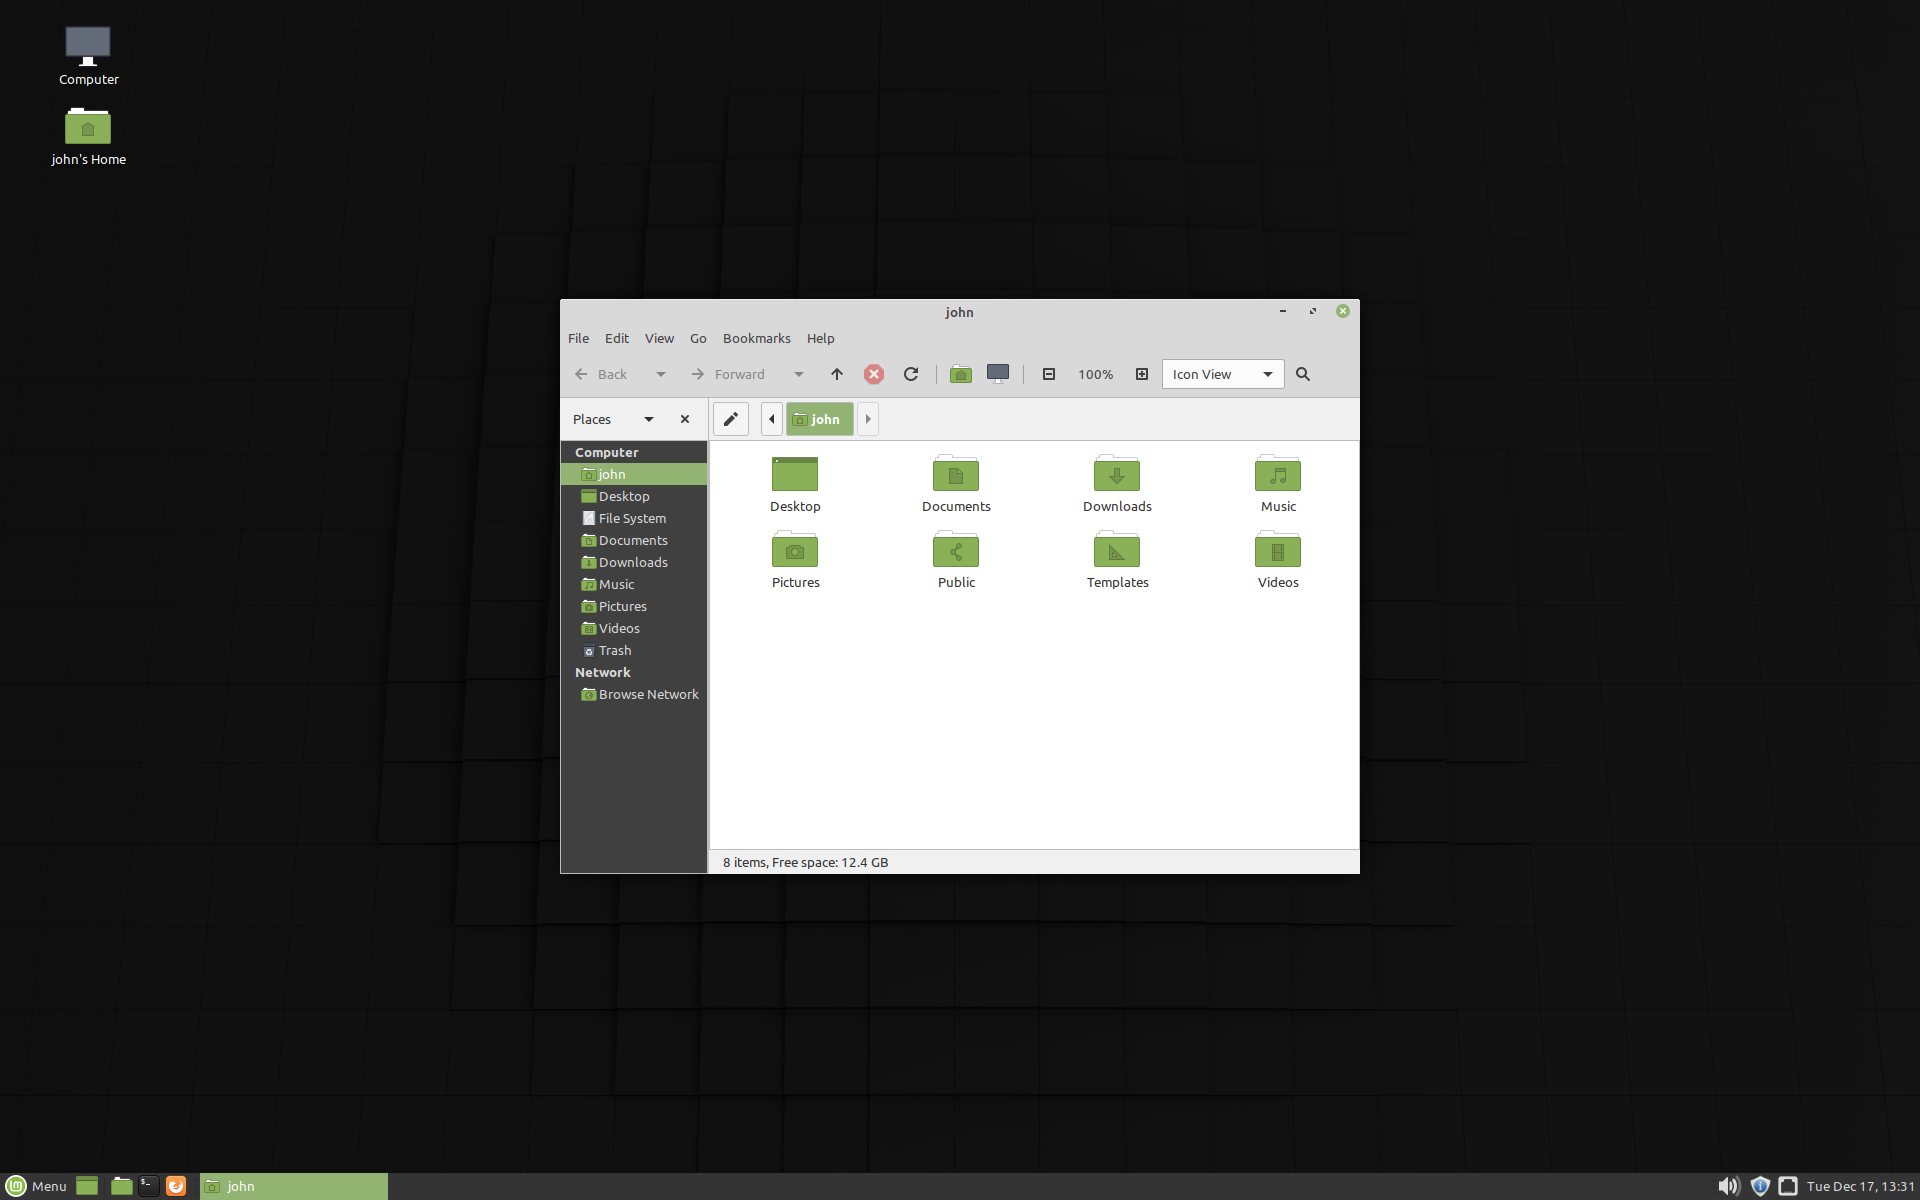 Computer
john's Home
john
File Edit View Go Bookmarks Help
Back Forward 100% Icon View
Places john
Computer
john
Desktop
File System
Documents
Downloads
Music
Pictures
Videos
Trash
Network
Browse Network
Desktop Documents Downloads Music
Pictures Public Templates Videos
8 items, Free space: 12.4 GB
Menu john Tue Dec 17, 13:31